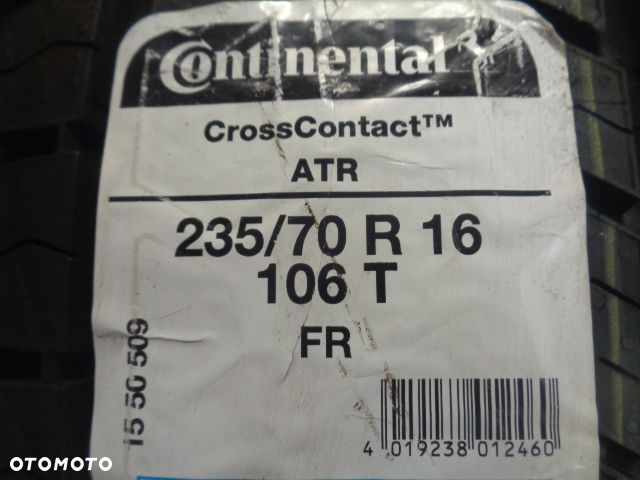 Continental
CrossContact™
ATR
235/70 R 16
106 T
FR
15 50 509
4 019238 012460
OTOMOTO